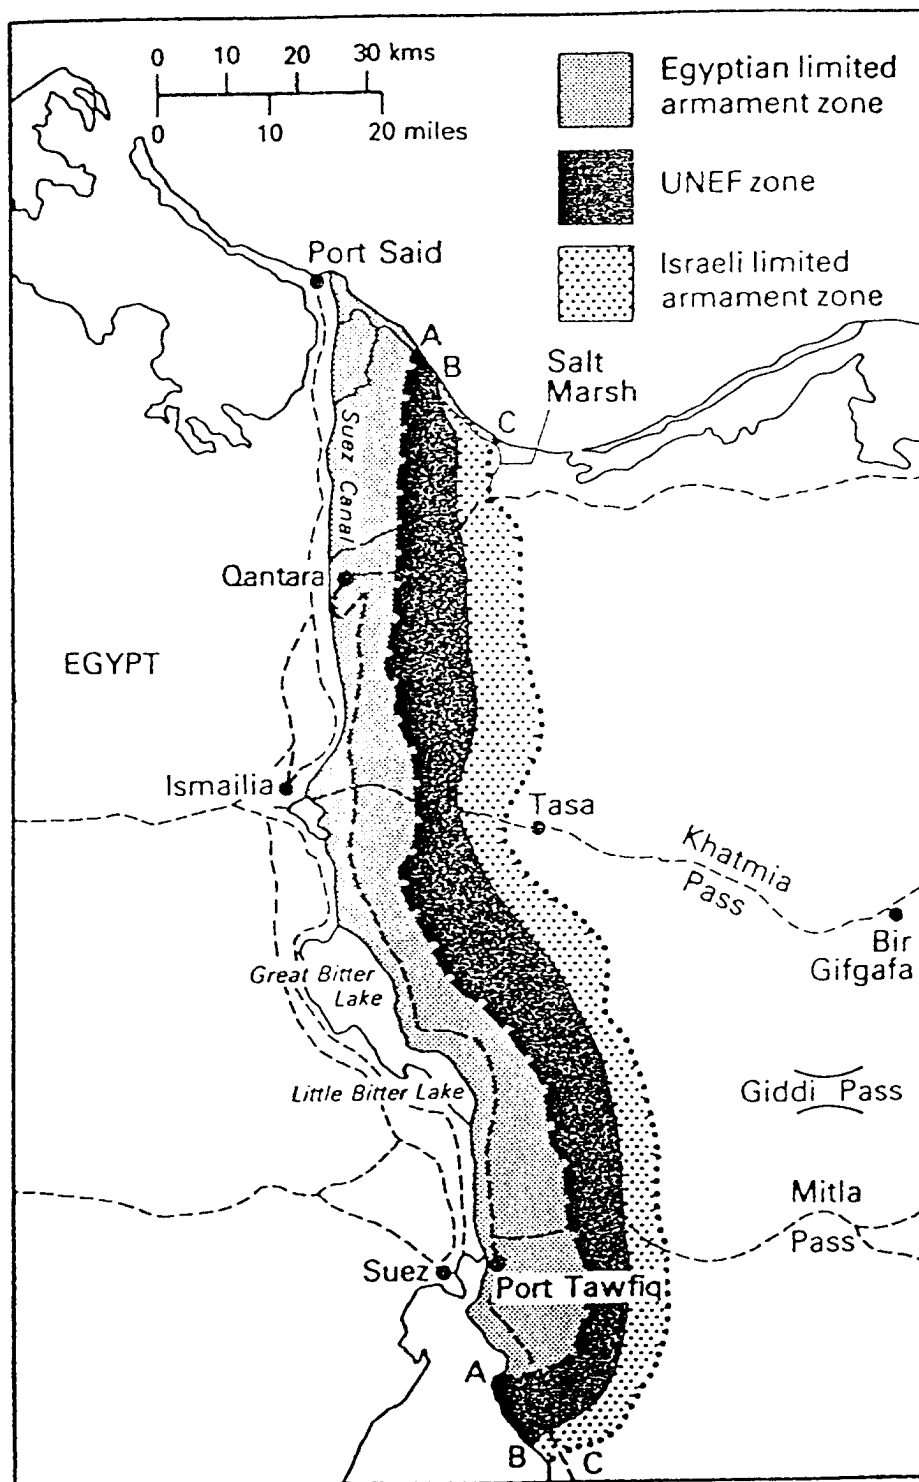 0 10 20 30 kms
0 10 20 miles
Egyptian limited
armament zone
UNEF zone
Israeli limited
armament zone
Port Said
A
B
Salt
Marsh
C
Suez Canal
Qantara
EGYPT
Ismailia
Tasa
Khatmia
Pass
Bir
Gifgafa
Great Bitter
Lake
Little Bitter Lake
Giddi Pass
Mitla
Pass
Suez
Port Tawfiq
A
B
C